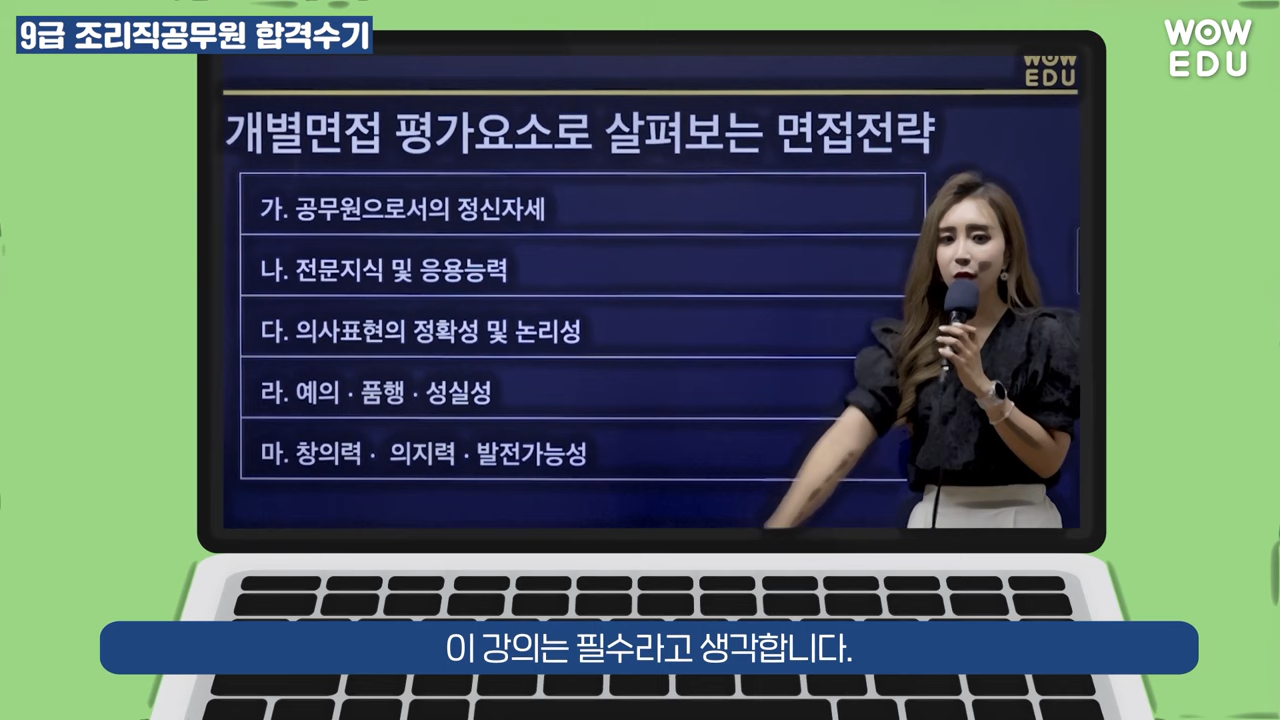 9급 조리직공무원 합격수기
WOW
EDU
WOW
EDU
개별면접 평가요소로 살펴보는 면접전략
가. 공무원으로서의 정신자세
나. 전문지식 및 응용능력
다. 의사표현의 정확성 및 논리성
라. 예의 · 품행 · 성실성
마. 창의력 · 의지력 · 발전가능성
이 강의는 필수라고 생각합니다.